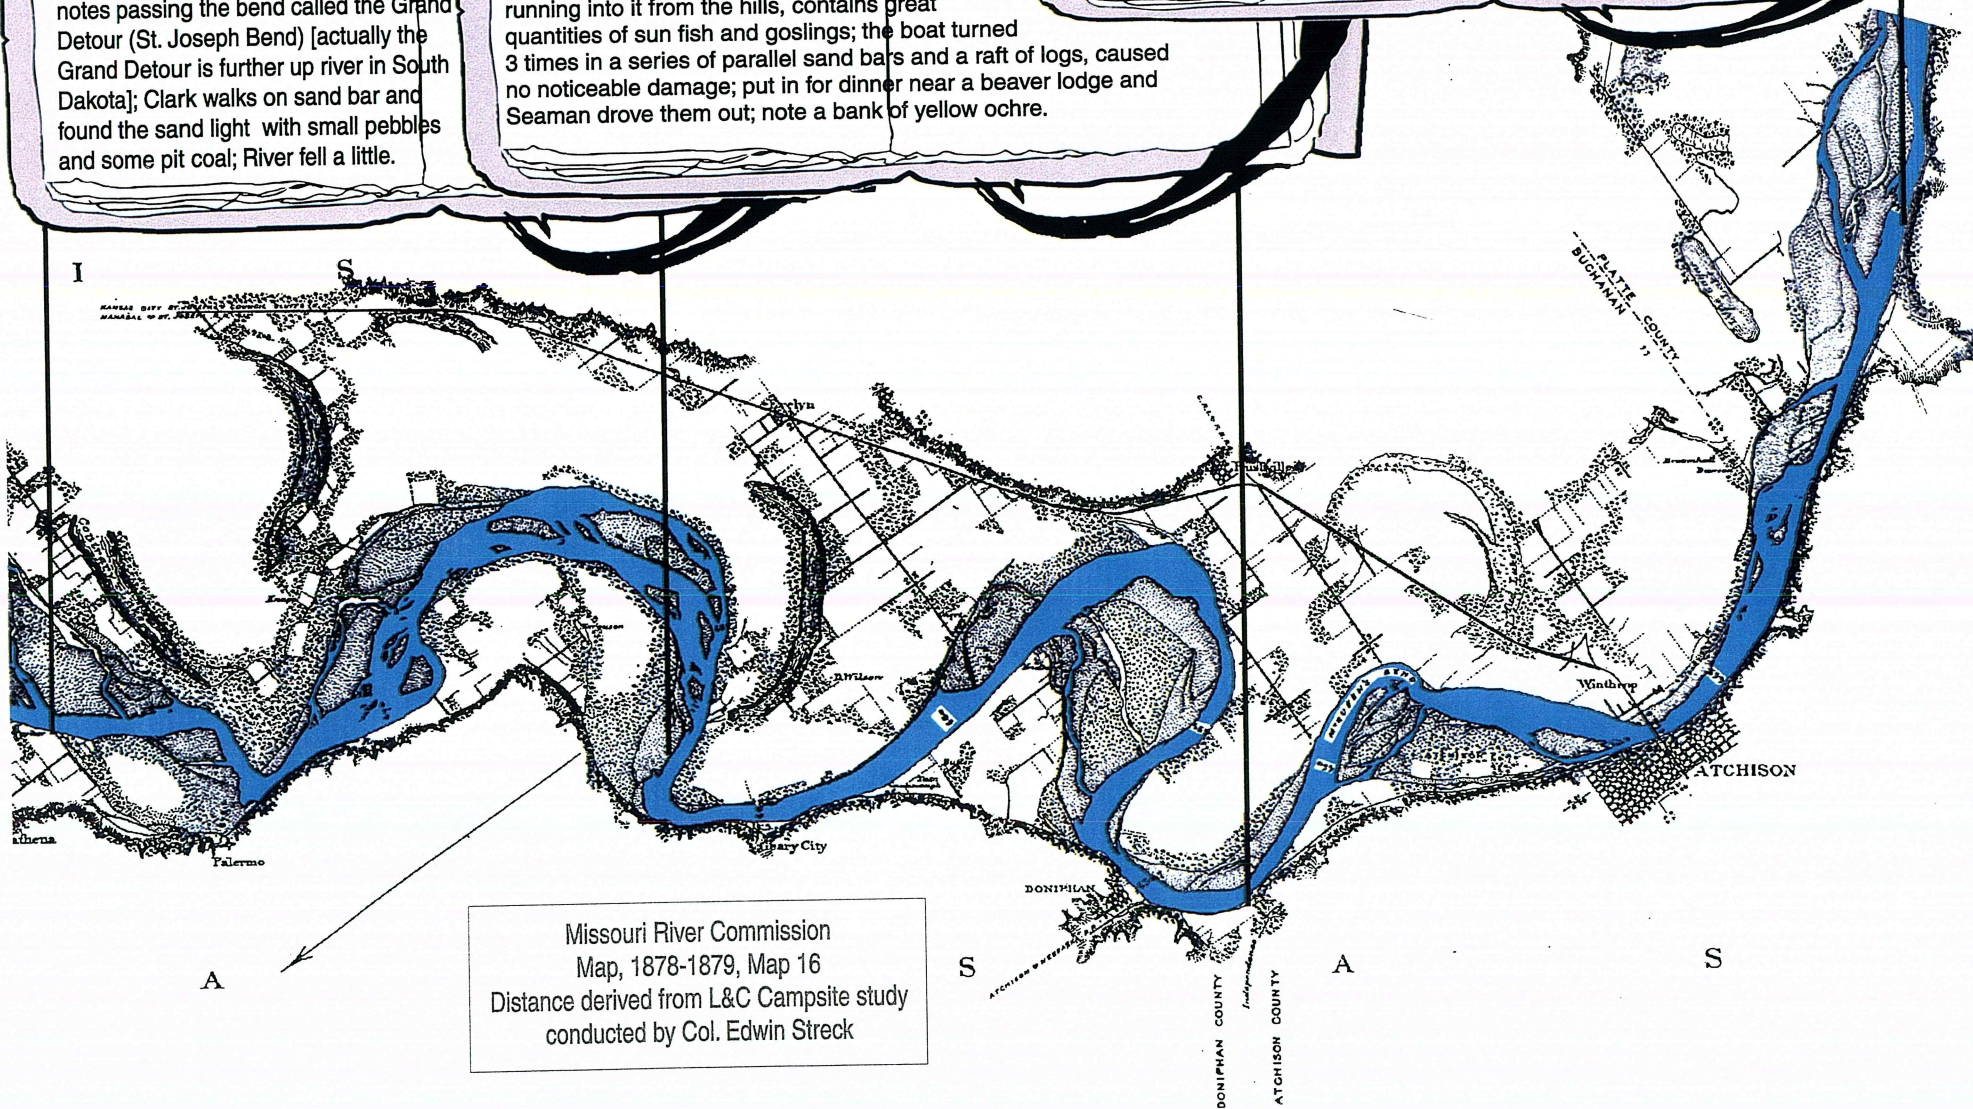 notes passing the bend called the Grand
Detour (St. Joseph Bend) [actually the
Grand Detour is further up river in South
Dakota]; Clark walks on sand bar and
found the sand light with small pebbles
and some pit coal; River fell a little.
running into it from the hills, contains great
quantities of sun fish and goslings; the boat turned
3 times in a series of parallel sand bars and a raft of logs, caused
no noticeable damage; put in for dinner near a beaver lodge and
Seaman drove them out; note a bank of yellow ochre.
I
S
PLATTE COUNTY
BUCHANAN "
Winthrop
ATCHISON
Palermo
DONIPHAN
A
S
A
S
DONIPHAN COUNTY
ATCHISON COUNTY
Missouri River Commission
Map, 1878-1879, Map 16
Distance derived from L&C Campsite study
conducted by Col. Edwin Streck